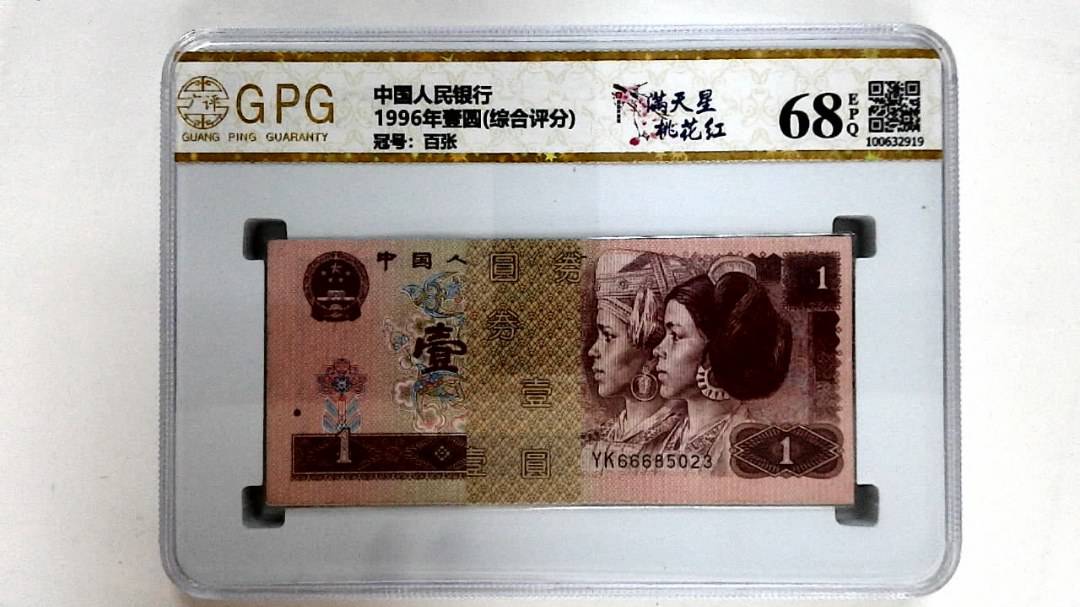 广评
GPG
GUANG PING GUARANTY
中国人民银行
1996年壹圆(综合评分)
冠号：百张
满天星
桃花红
68
EPQ
100632919
中国人
圆 券
1
壹
券
壹
1
壹 圆
YK66685023
1